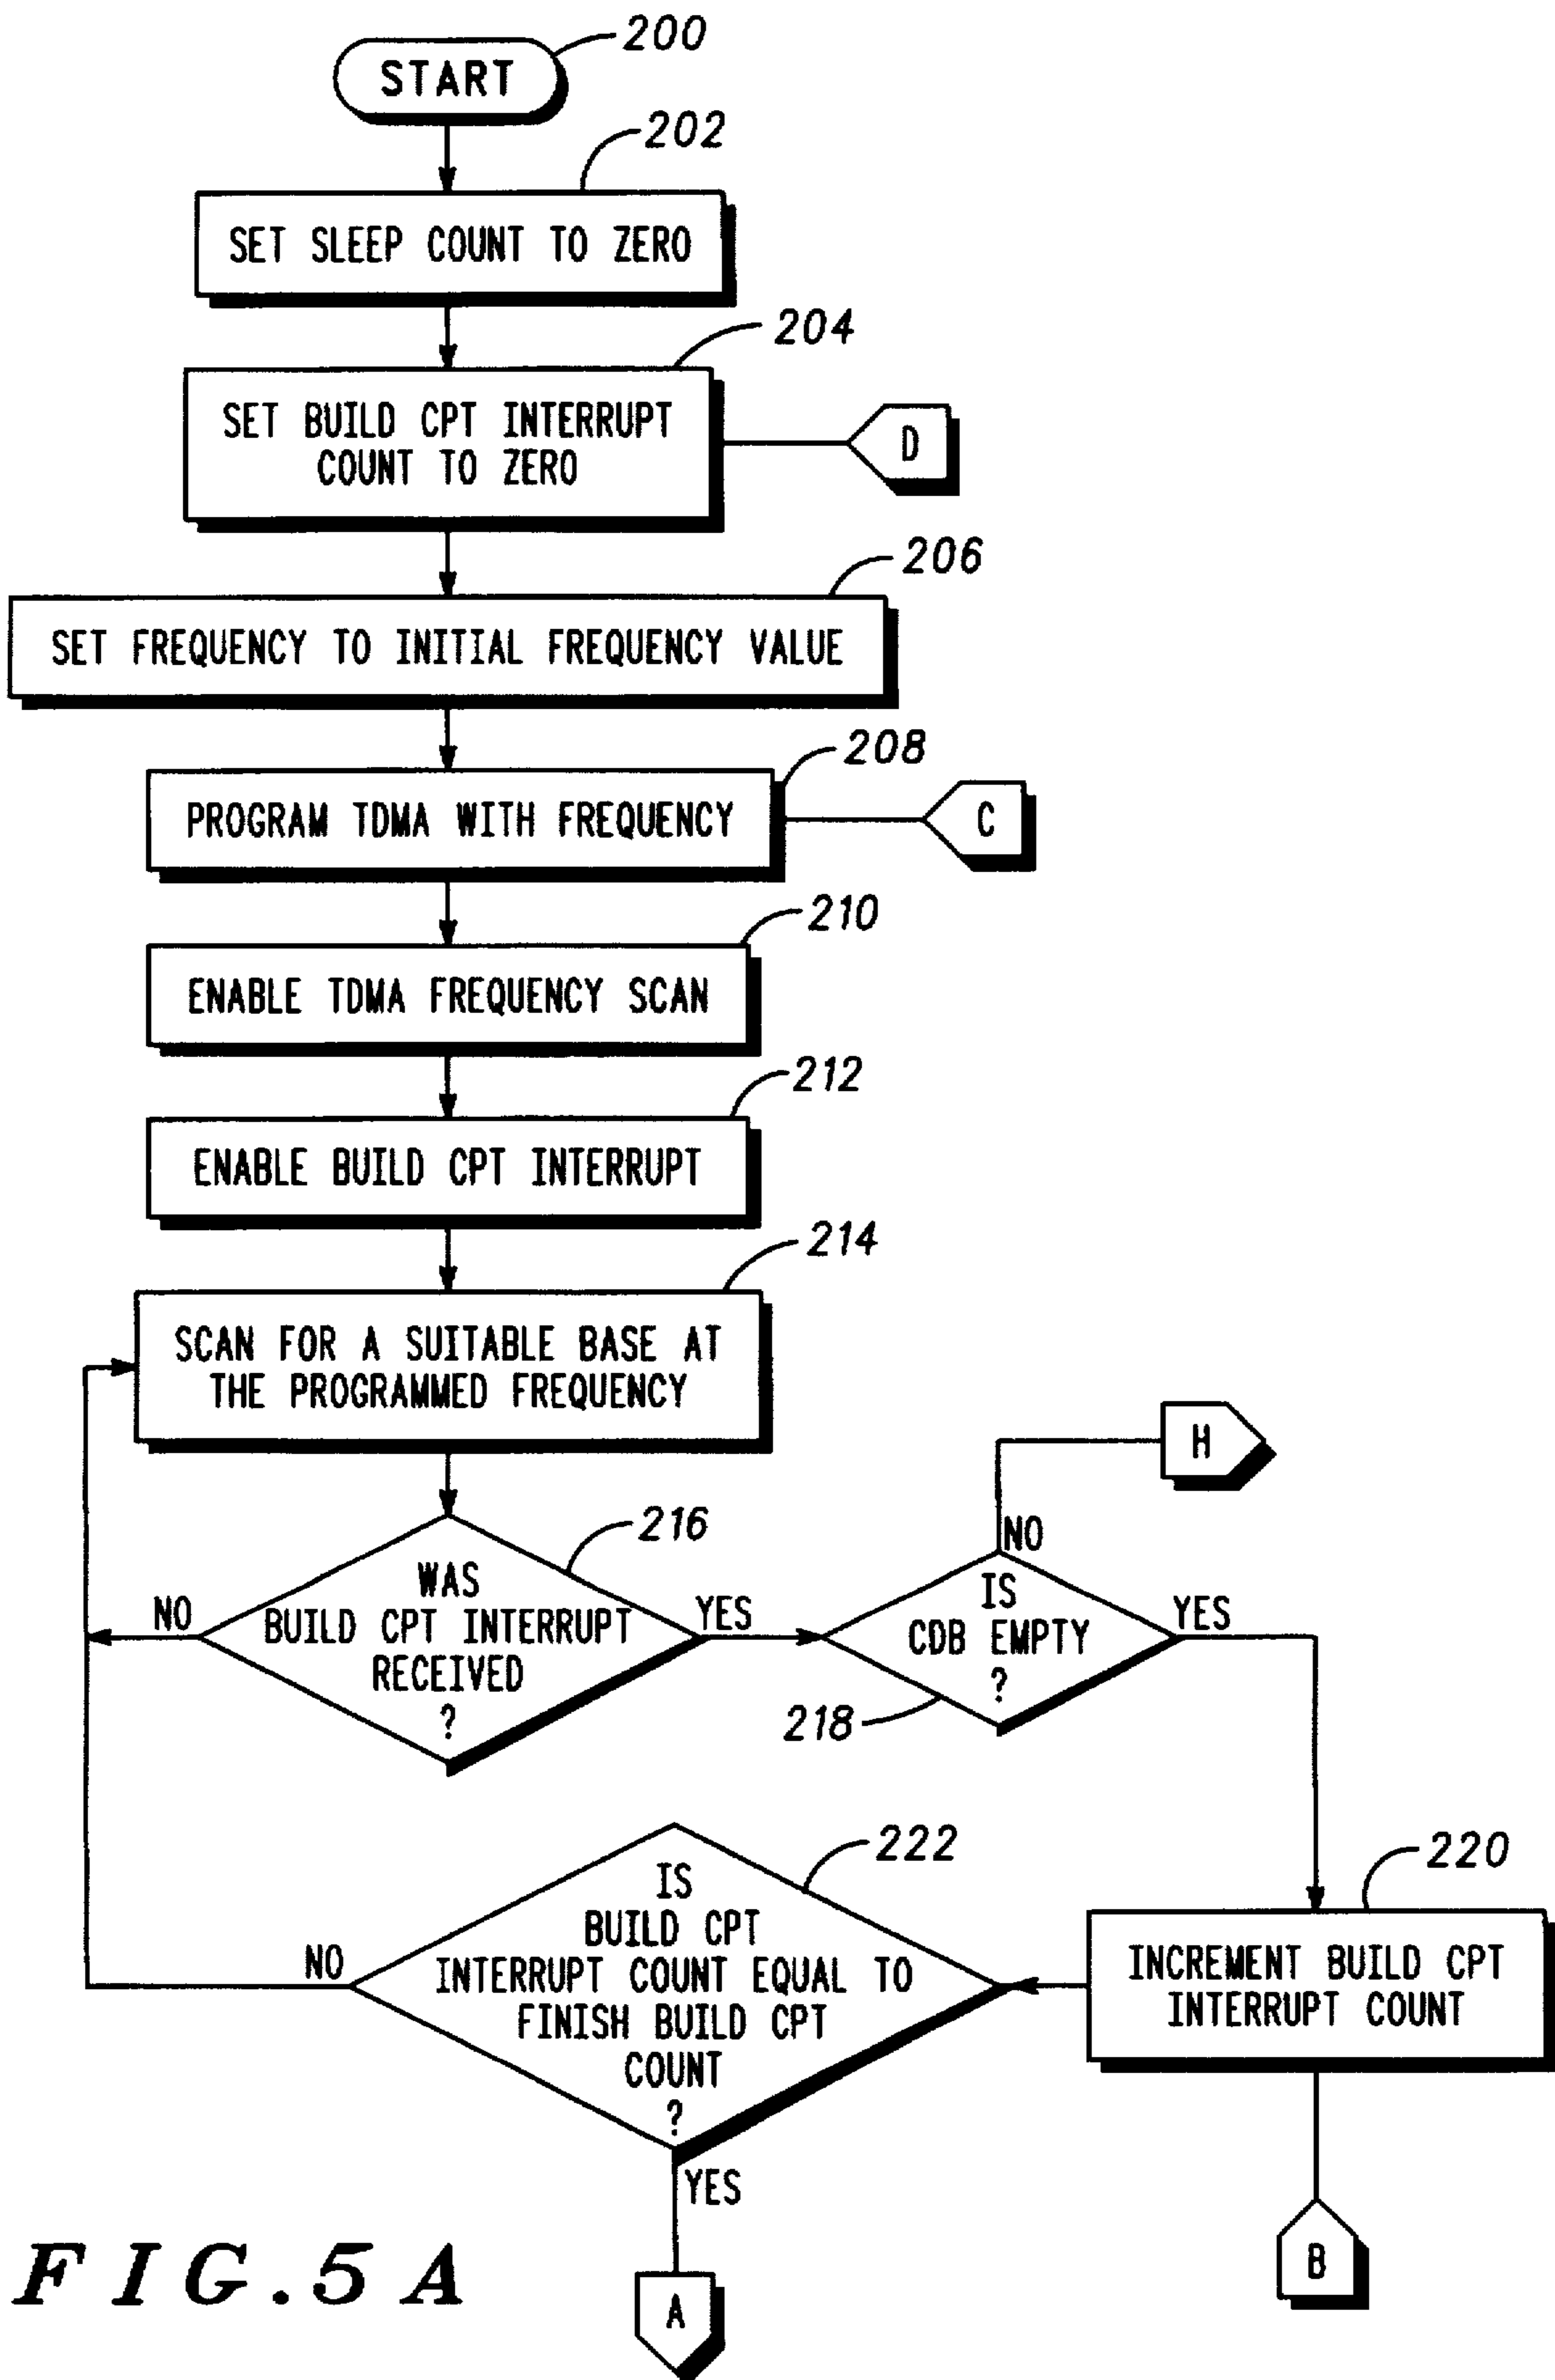 200
START
202
SET SLEEP COUNT TO ZERO
204
SET BUILD CPT INTERRUPT
COUNT TO ZERO
D
206
SET FREQUENCY TO INITIAL FREQUENCY VALUE
208
PROGRAM TDMA WITH FREQUENCY
C
210
ENABLE TDMA FREQUENCY SCAN
212
ENABLE BUILD CPT INTERRUPT
214
SCAN FOR A SUITABLE BASE AT
THE PROGRAMMED FREQUENCY
H
216
WAS
BUILD CPT INTERRUPT
RECEIVED
?
NO
YES
NO
IS
CDB EMPTY
?
YES
218
222
IS
BUILD CPT
INTERRUPT COUNT EQUAL TO
FINISH BUILD CPT
COUNT
?
NO
YES
220
INCREMENT BUILD CPT
INTERRUPT COUNT
B
A
FIG.5A